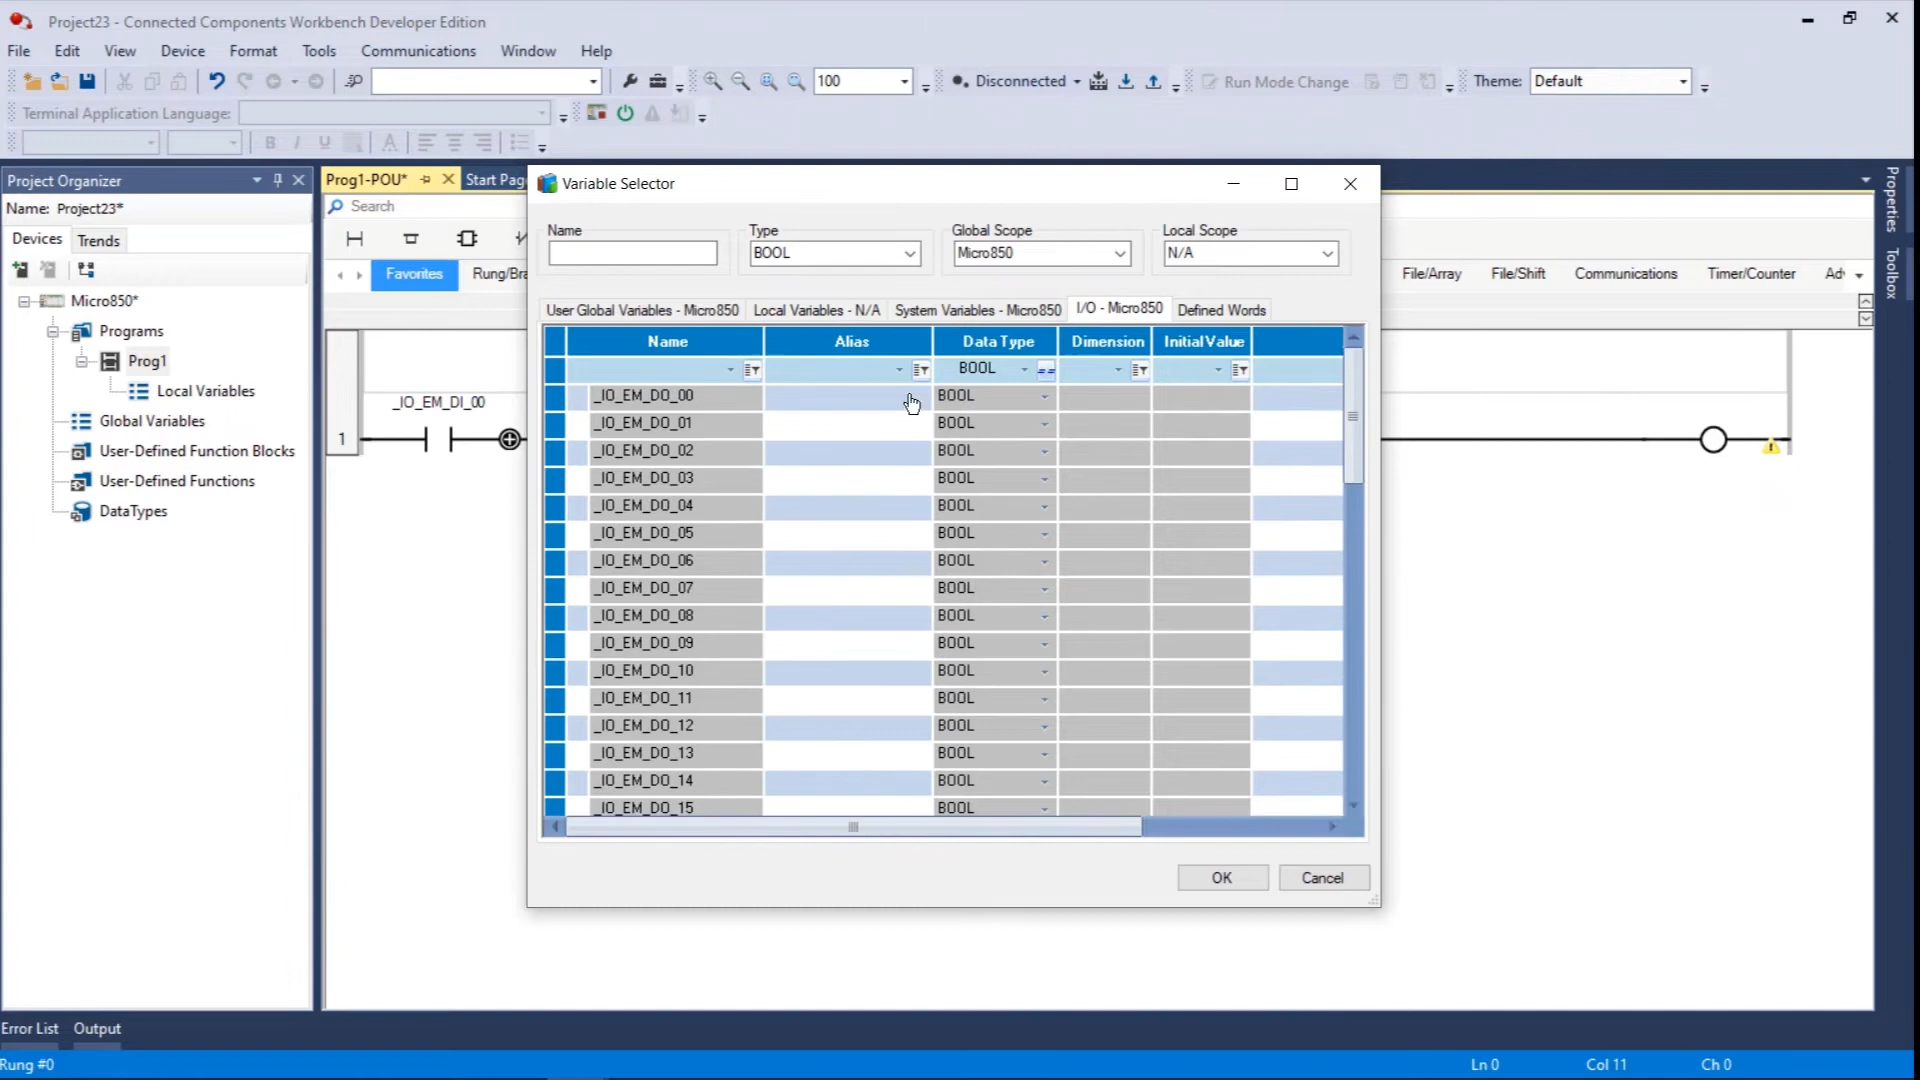 Project23 - Connected Components Workbench Developer Edition
File Edit View Device Format Tools Communications Window Help
100 Disconnected Run Mode Change Theme: Default
Terminal Application Language:
B I U A
Project Organizer
Name: Project23*
Devices Trends
Micro850*
Programs
Prog1
Local Variables
Global Variables
User-Defined Function Blocks
User-Defined Functions
DataTypes
Prog1-POU* Start Pag
Search
Favorites Rung/Bra
File/Array File/Shift Communications Timer/Counter Adv
_IO_EM_DI_00
1
Variable Selector
Name Type Global Scope Local Scope
BOOL Micro850 N/A
User Global Variables - Micro850 Local Variables - N/A System Variables - Micro850 I/O - Micro850 Defined Words
Name Alias Data Type Dimension Initial Value
BOOL ==
_IO_EM_DO_00 BOOL
_IO_EM_DO_01 BOOL
_IO_EM_DO_02 BOOL
_IO_EM_DO_03 BOOL
_IO_EM_DO_04 BOOL
_IO_EM_DO_05 BOOL
_IO_EM_DO_06 BOOL
_IO_EM_DO_07 BOOL
_IO_EM_DO_08 BOOL
_IO_EM_DO_09 BOOL
_IO_EM_DO_10 BOOL
_IO_EM_DO_11 BOOL
_IO_EM_DO_12 BOOL
_IO_EM_DO_13 BOOL
_IO_EM_DO_14 BOOL
_IO_EM_DO_15 BOOL
OK Cancel
Properties
Toolbox
Error List Output
Rung #0 Ln 0 Col 11 Ch 0